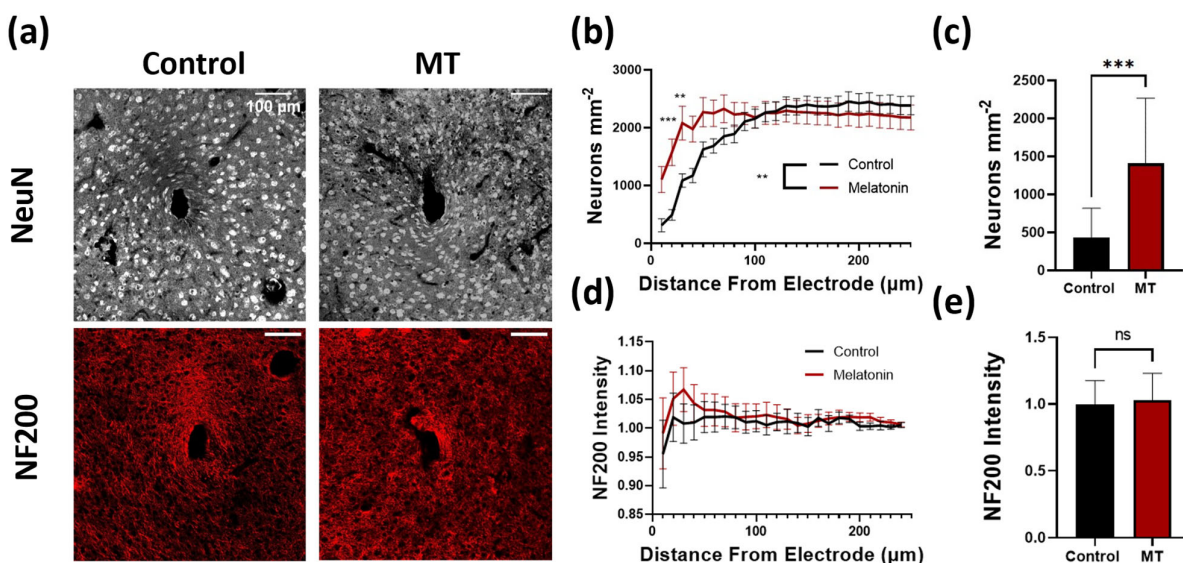 (a)
Control
MT
NeuN
100 µm
NF200
(b)
Neurons mm⁻²
3000
2000
1000
0
***
**
**
Control
Melatonin
0
100
200
Distance From Electrode (µm)
(c)
***
Neurons mm⁻²
2500
2000
1500
1000
500
0
Control
MT
(d)
NF200 Intensity
1.15
1.10
1.05
1.00
0.95
0.90
0.85
Control
Melatonin
0
100
200
Distance From Electrode (µm)
(e)
ns
NF200 Intensity
1.5
1.0
0.5
0.0
Control
MT